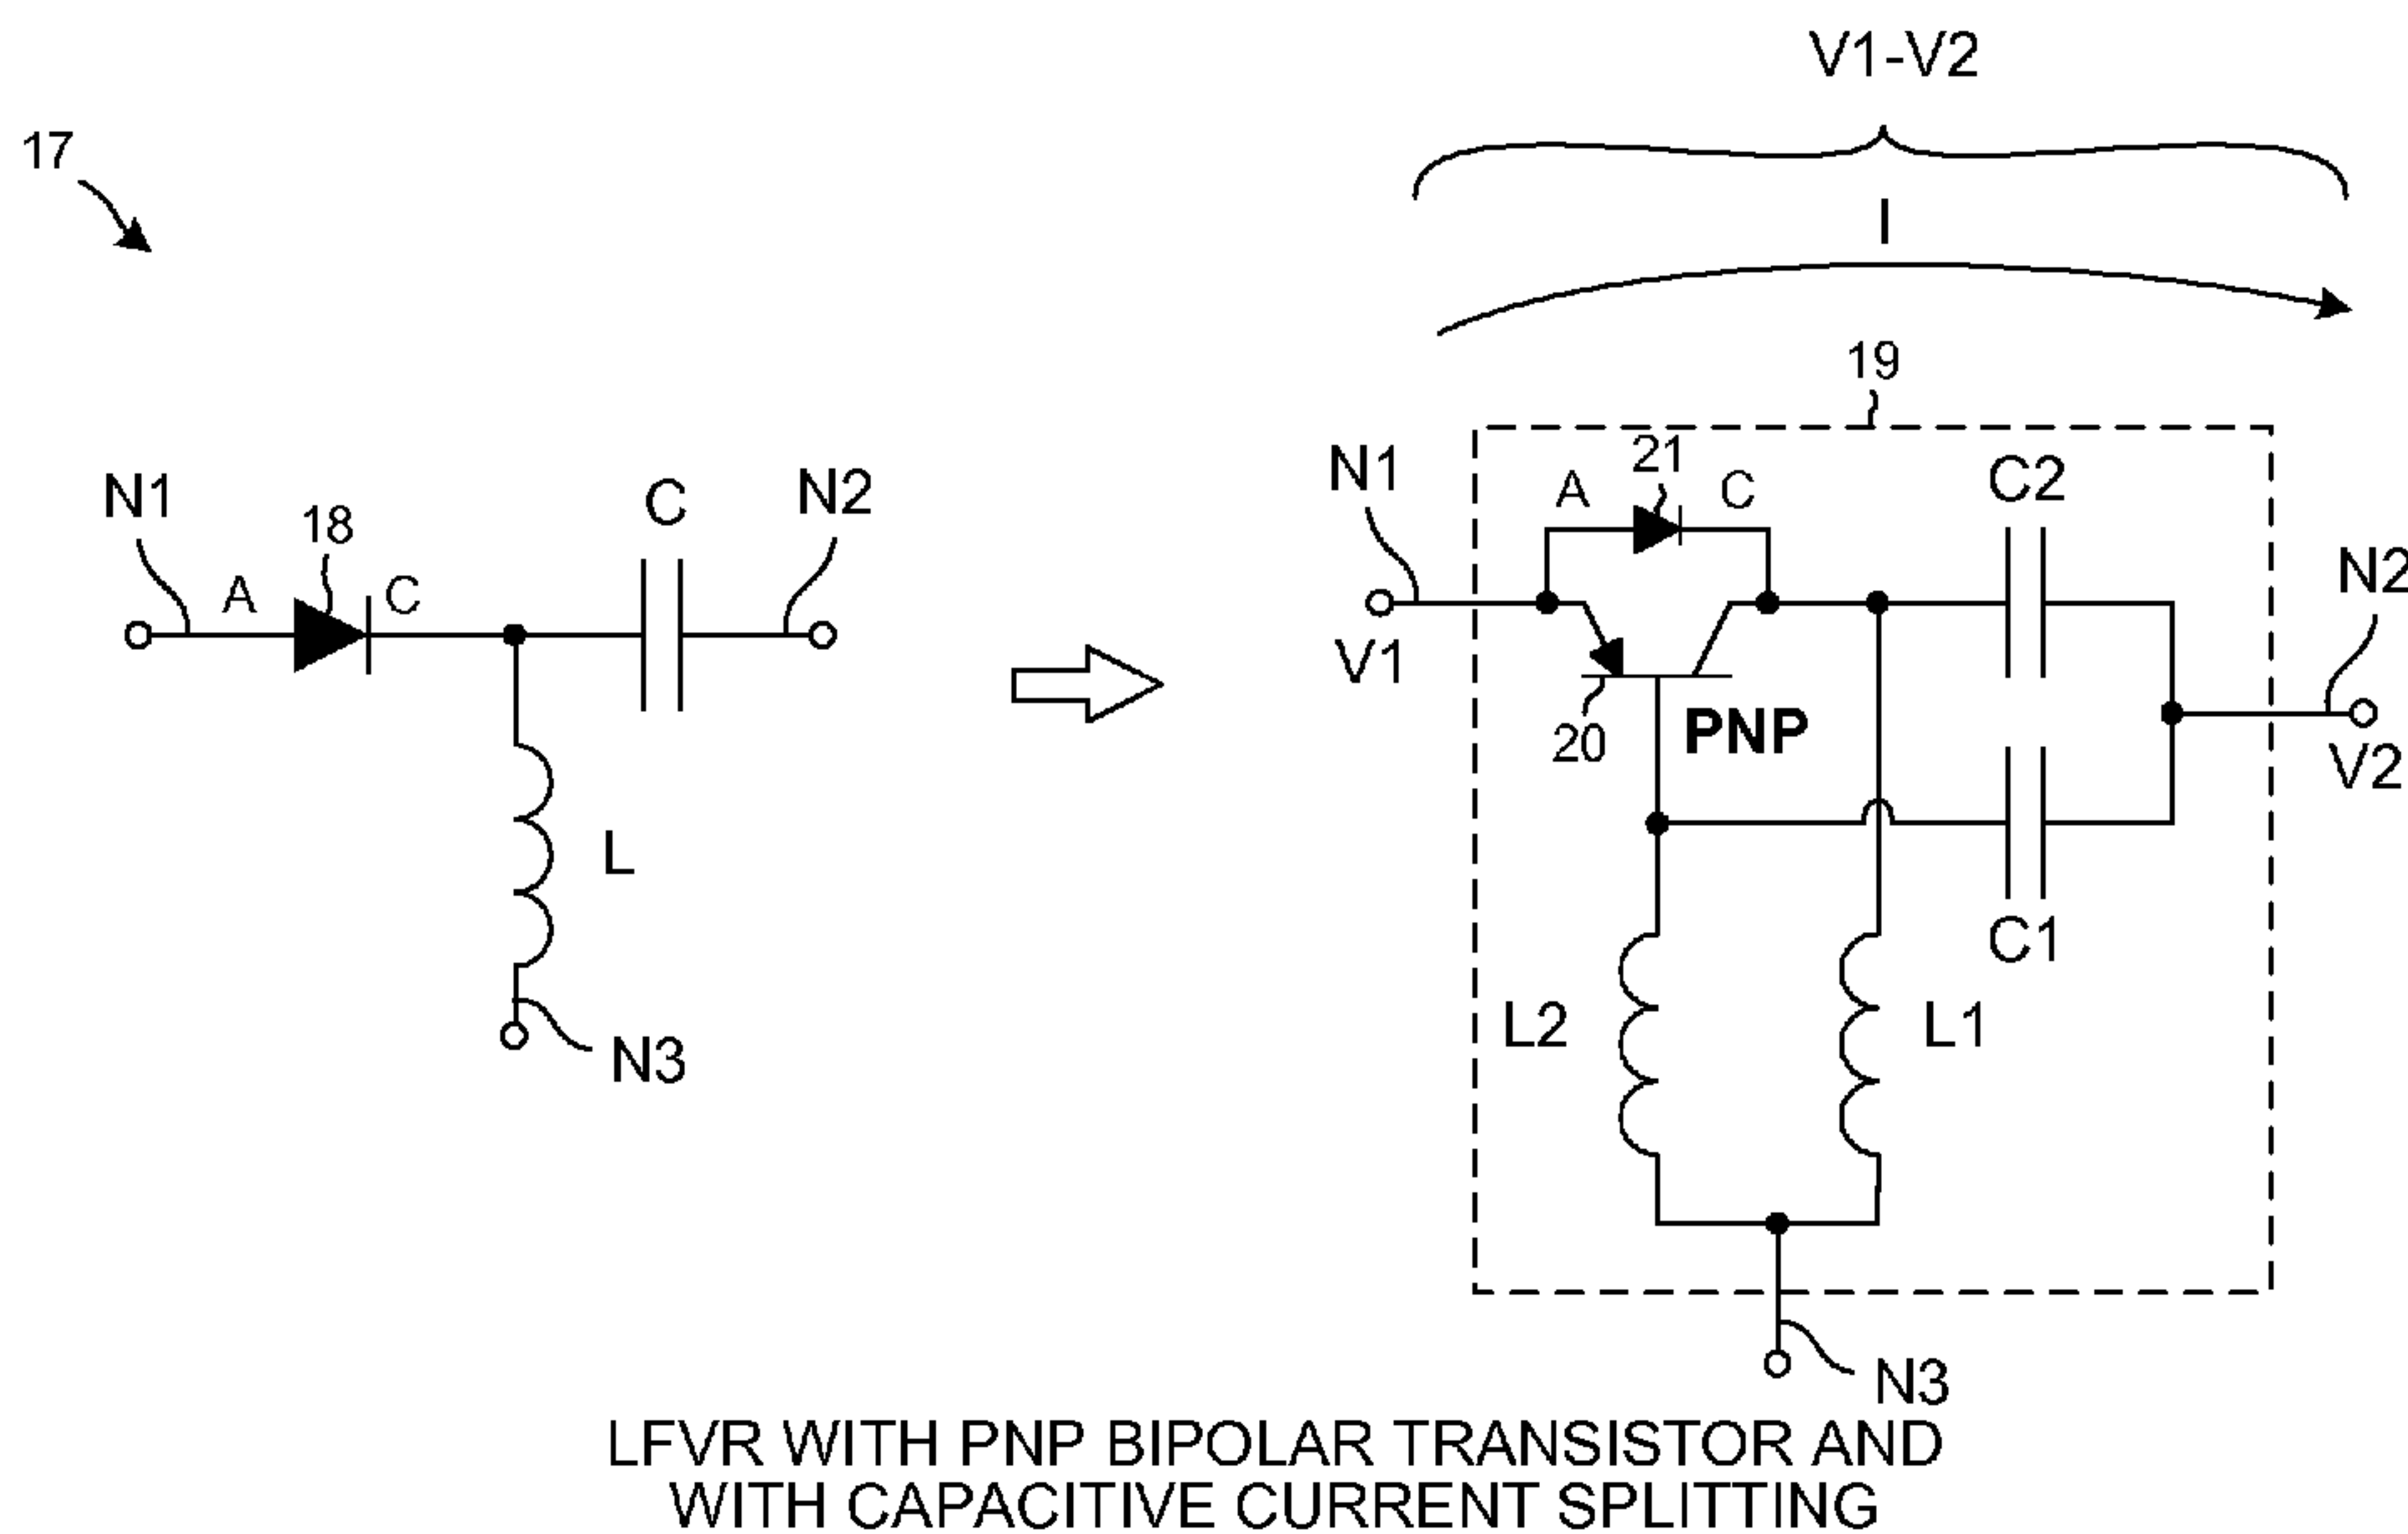 17
N1
A
18
C
C
N2
L
N3
V1-V2
I
19
N1
V1
A
21
C
C2
N2
20
PNP
V2
C1
L2
L1
N3
LFVR WITH PNP BIPOLAR TRANSISTOR AND
WITH CAPACITIVE CURRENT SPLITTING